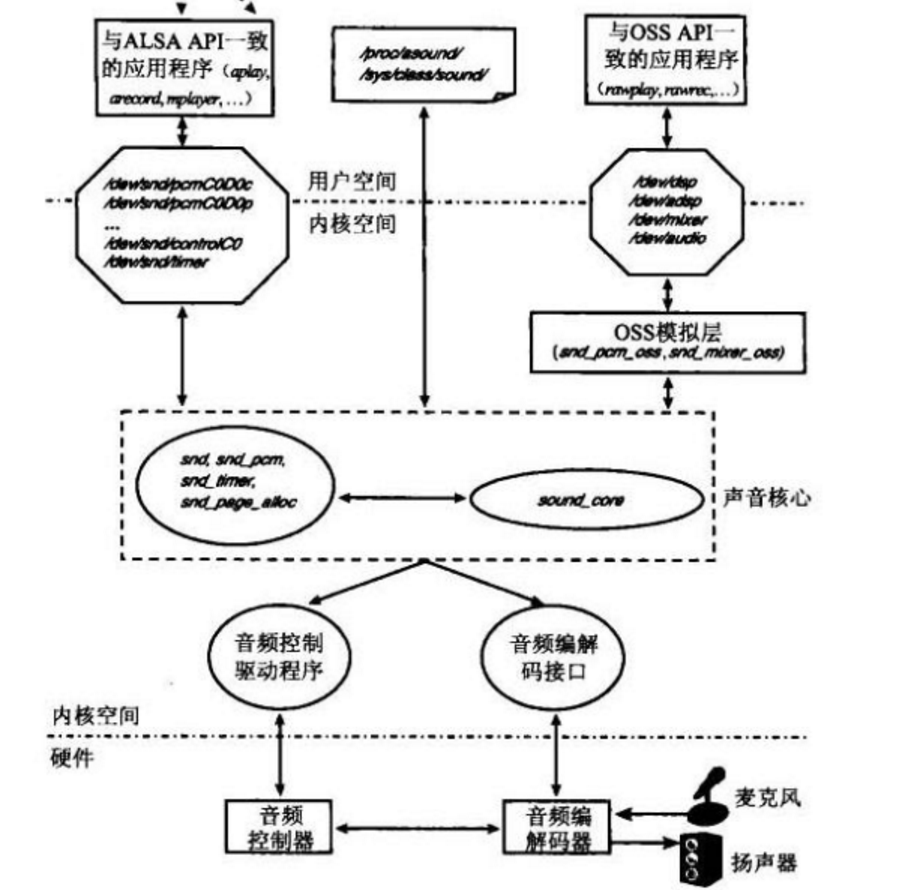 与ALSA API一致
的应用程序（aplay,
arecord,mplayer,…）
/proc/asound/
/sys/class/sound/
与OSS API一
致的应用程序
（rawplay,rawrec,…）
/dev/snd/pcmC0D0c
/dev/snd/pcmC0D0p
...
/dev/snd/controlC0
/dev/snd/timer
用户空间
内核空间
/dev/dsp
/dev/adsp
/dev/mixer
/dev/audio
OSS模拟层
(snd_pcm_oss,snd_mixer_oss)
snd, snd_pcm,
snd_timer,
snd_page_alloc
sound_core
声音核心
音频控制
驱动程序
音频编解
码接口
内核空间
硬件
音频
控制器
音频编
解码器
麦克风
扬声器